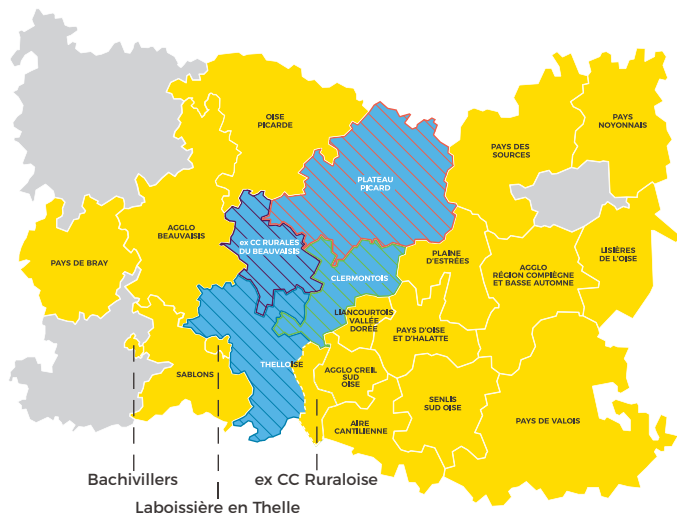 OISE
PICARDE
PAYS
NOYONNAIS
PAYS DES
SOURCES
PLATEAU
PICARD
AGGLO
BEAUVAISIS
ex CC RURALES
DU BEAUVAISIS
PAYS DE BRAY
CLERMONTOIS
PLAINE
D'ESTRÉES
AGGLO
RÉGION COMPIÈGNE
ET BASSE AUTOMNE
LISIÈRES
DE L'OISE
LIANCOURTOIS
VALLÉE
DORÉE
PAYS D'OISE
ET D'HALATTE
THELLOISE
SABLONS
AGGLO CREIL
SUD
OISE
SENLIS
SUD OISE
AIRE
CANTILIENNE
PAYS DE VALOIS
Bachivillers
ex CC Ruraloise
Laboissière en Thelle